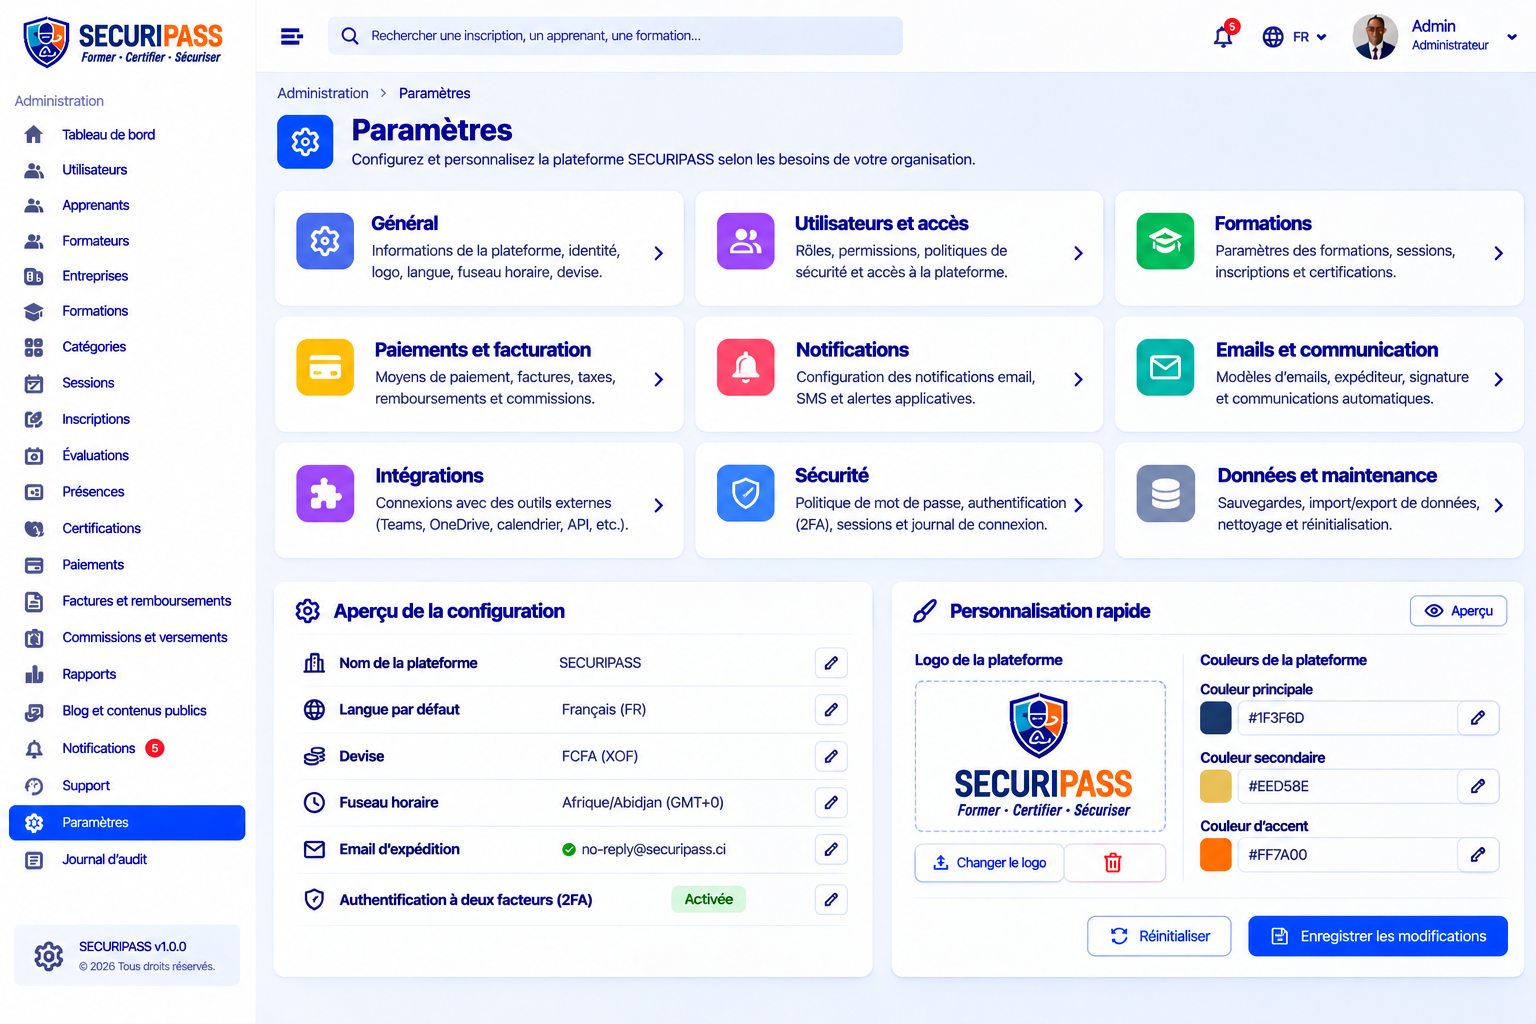 SECURIPASS
Former · Certifier · Sécuriser
Rechercher une inscription, un apprenant, une formation...
5
FR
Admin
Administrateur
Administration
Tableau de bord
Utilisateurs
Apprenants
Formateurs
Entreprises
Formations
Catégories
Sessions
Inscriptions
Évaluations
Présences
Certifications
Paiements
Factures et remboursements
Commissions et versements
Rapports
Blog et contenus publics
Notifications 5
Support
Paramètres
Journal d'audit
SECURIPASS v1.0.0
© 2026 Tous droits réservés.
Administration > Paramètres
Paramètres
Configurez et personnalisez la plateforme SECURIPASS selon les besoins de votre organisation.
Général
Informations de la plateforme, identité,
logo, langue, fuseau horaire, devise.
Utilisateurs et accès
Rôles, permissions, politiques de
sécurité et accès à la plateforme.
Formations
Paramètres des formations, sessions,
inscriptions et certifications.
Paiements et facturation
Moyens de paiement, factures, taxes,
remboursements et commissions.
Notifications
Configuration des notifications email,
SMS et alertes applicatives.
Emails et communication
Modèles d'emails, expéditeur, signature
et communications automatiques.
Intégrations
Connexions avec des outils externes
(Teams, OneDrive, calendrier, API, etc.).
Sécurité
Politique de mot de passe, authentification
(2FA), sessions et journal de connexion.
Données et maintenance
Sauvegardes, import/export de données,
nettoyage et réinitialisation.
Aperçu de la configuration
Nom de la plateforme SECURIPASS
Langue par défaut Français (FR)
Devise FCFA (XOF)
Fuseau horaire Afrique/Abidjan (GMT+0)
Email d'expédition no-reply@securipass.ci
Authentification à deux facteurs (2FA) Activée
Personnalisation rapide
Aperçu
Logo de la plateforme
SECURIPASS
Former · Certifier · Sécuriser
Changer le logo
Couleurs de la plateforme
Couleur principale
#1F3F6D
Couleur secondaire
#EED58E
Couleur d'accent
#FF7A00
Réinitialiser
Enregistrer les modifications